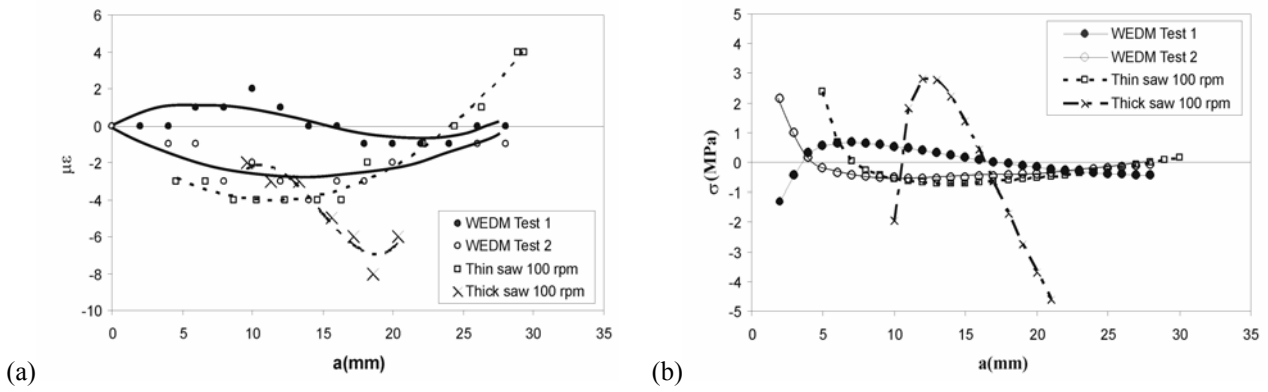 6
4
2
0
-2
-4
-6
-8
-10
με
0 5 10 15 20 25 30 35
a(mm)
WEDM Test 1
WEDM Test 2
Thin saw 100 rpm
Thick saw 100 rpm
(a)
5
4
3
2
1
0
-1
-2
-3
-4
-5
σ(MPa)
0 5 10 15 20 25 30 35
a(mm)
WEDM Test 1
WEDM Test 2
Thin saw 100 rpm
Thick saw 100 rpm
(b)